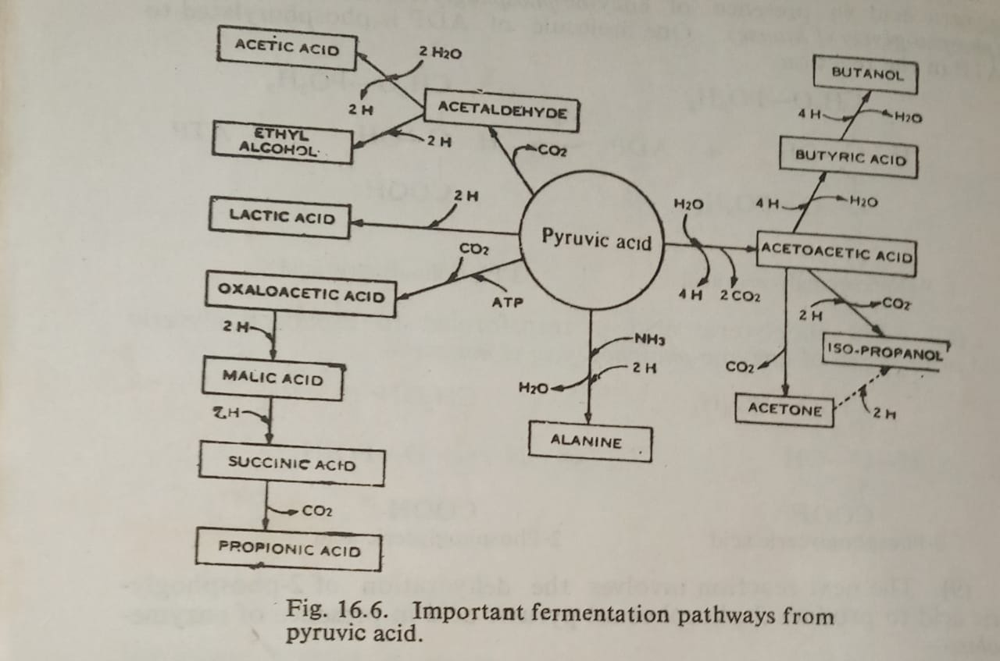 ACETIC ACID
2 H2O
2 H
ACETALDEHYDE
ETHYL
ALCOHOL
2 H
CO2
BUTANOL
4 H
H2O
BUTYRIC ACID
4 H
H2O
LACTIC ACID
2 H
Pyruvic acid
H2O
4 H
2 CO2
ACETOACETIC ACID
OXALOACETIC ACID
CO2
ATP
2 H
MALIC ACID
2H
SUCCINIC ACID
CO2
PROPIONIC ACID
NH3
2 H
H2O
ALANINE
2 H
CO2
ISO-PROPANOL
CO2
ACETONE
2 H
Fig. 16.6. Important fermentation pathways from
pyruvic acid.